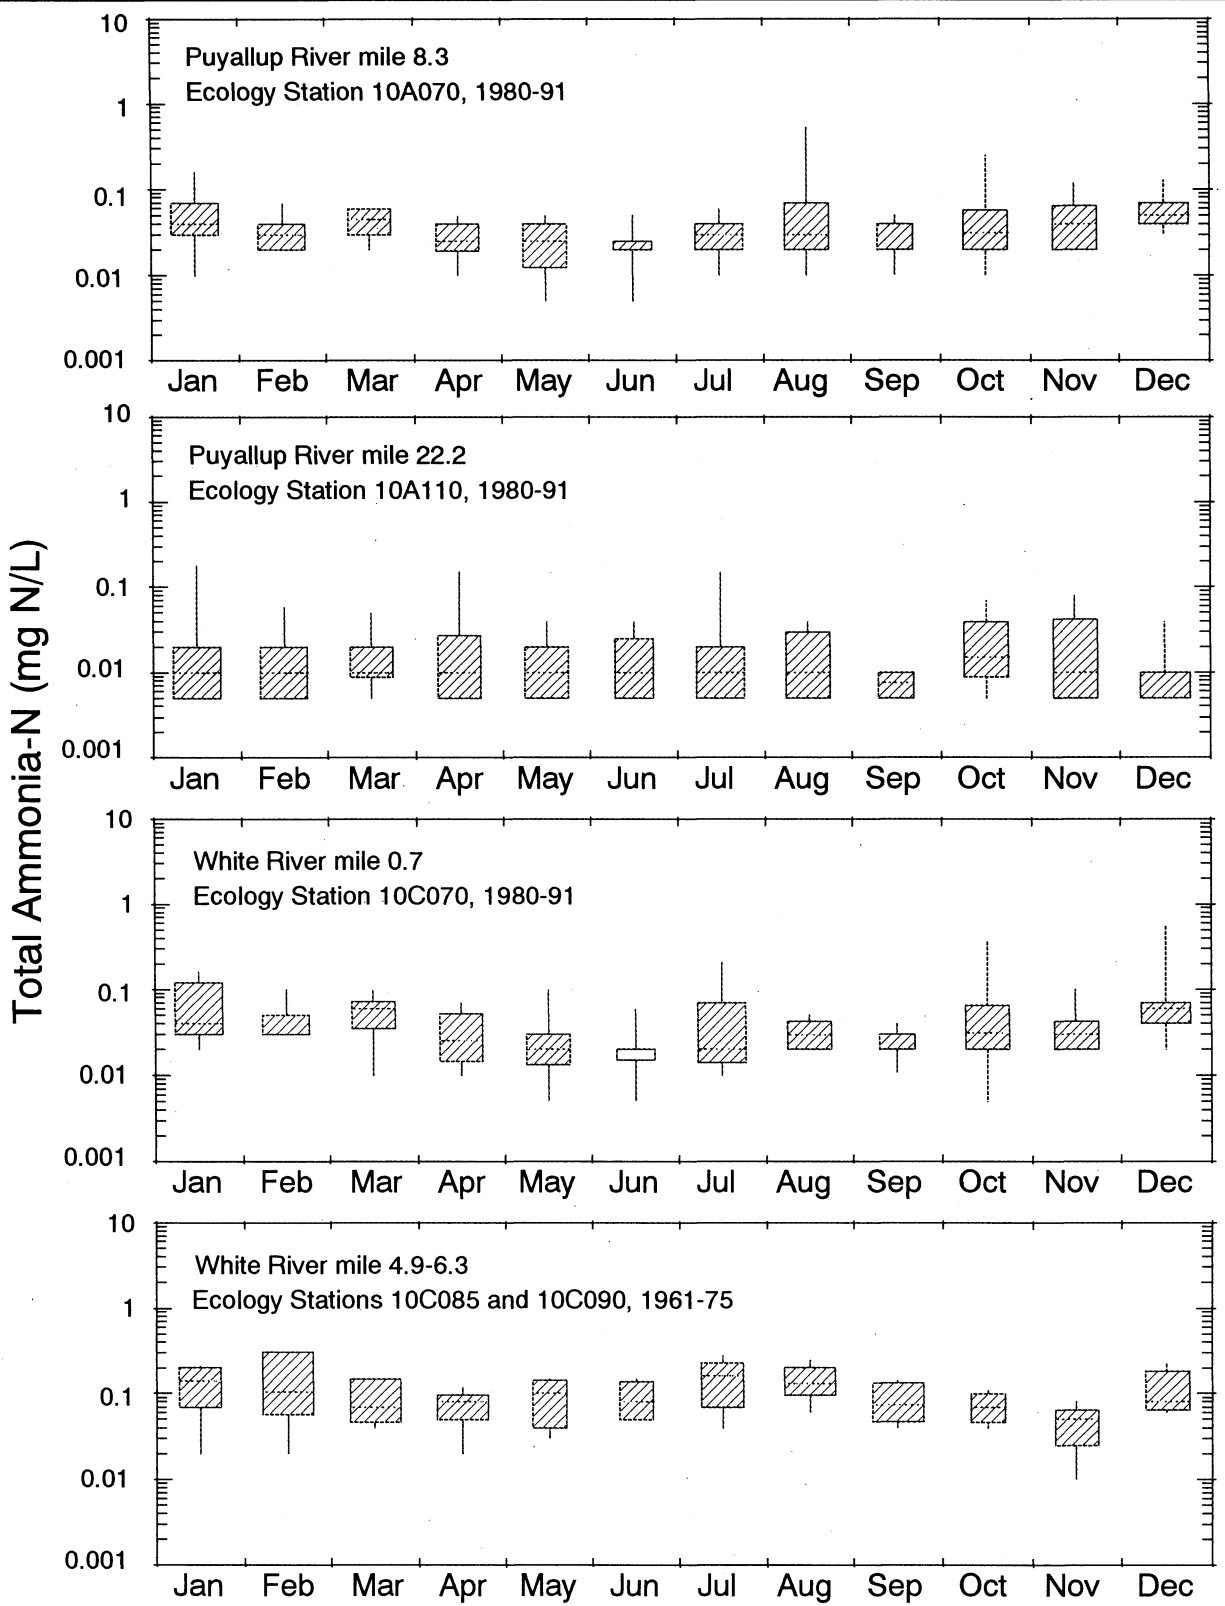 Total Ammonia-N (mg N/L)
10
Puyallup River mile 8.3
Ecology Station 10A070, 1980-91
1
0.1
0.01
0.001
Jan Feb Mar Apr May Jun Jul Aug Sep Oct Nov Dec
10
Puyallup River mile 22.2
Ecology Station 10A110, 1980-91
1
0.1
0.01
0.001
Jan Feb Mar Apr May Jun Jul Aug Sep Oct Nov Dec
10
White River mile 0.7
Ecology Station 10C070, 1980-91
1
0.1
0.01
0.001
Jan Feb Mar Apr May Jun Jul Aug Sep Oct Nov Dec
10
White River mile 4.9-6.3
Ecology Stations 10C085 and 10C090, 1961-75
1
0.1
0.01
0.001
Jan Feb Mar Apr May Jun Jul Aug Sep Oct Nov Dec